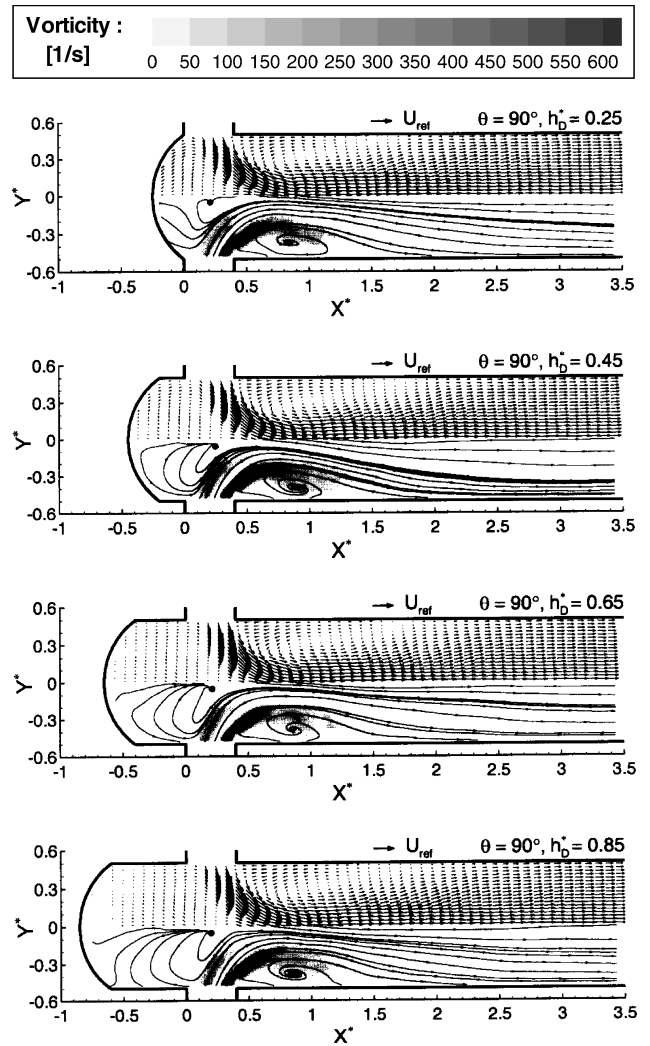 Vorticity :
[1/s]
0 50 100 150 200 250 300 350 400 450 500 550 600
U_ref θ = 90°, h*_D = 0.25
0.6
0.3
0
-0.3
-0.6
Y*
-1 -0.5 0 0.5 1 1.5 2 2.5 3 3.5
X*
U_ref θ = 90°, h*_D = 0.45
0.6
0.3
0
-0.3
-0.6
Y*
-1 -0.5 0 0.5 1 1.5 2 2.5 3 3.5
X*
U_ref θ = 90°, h*_D = 0.65
0.6
0.3
0
-0.3
-0.6
Y*
-1 -0.5 0 0.5 1 1.5 2 2.5 3 3.5
X*
U_ref θ = 90°, h*_D = 0.85
0.6
0.3
0
-0.3
-0.6
Y*
-1 -0.5 0 0.5 1 1.5 2 2.5 3 3.5
X*